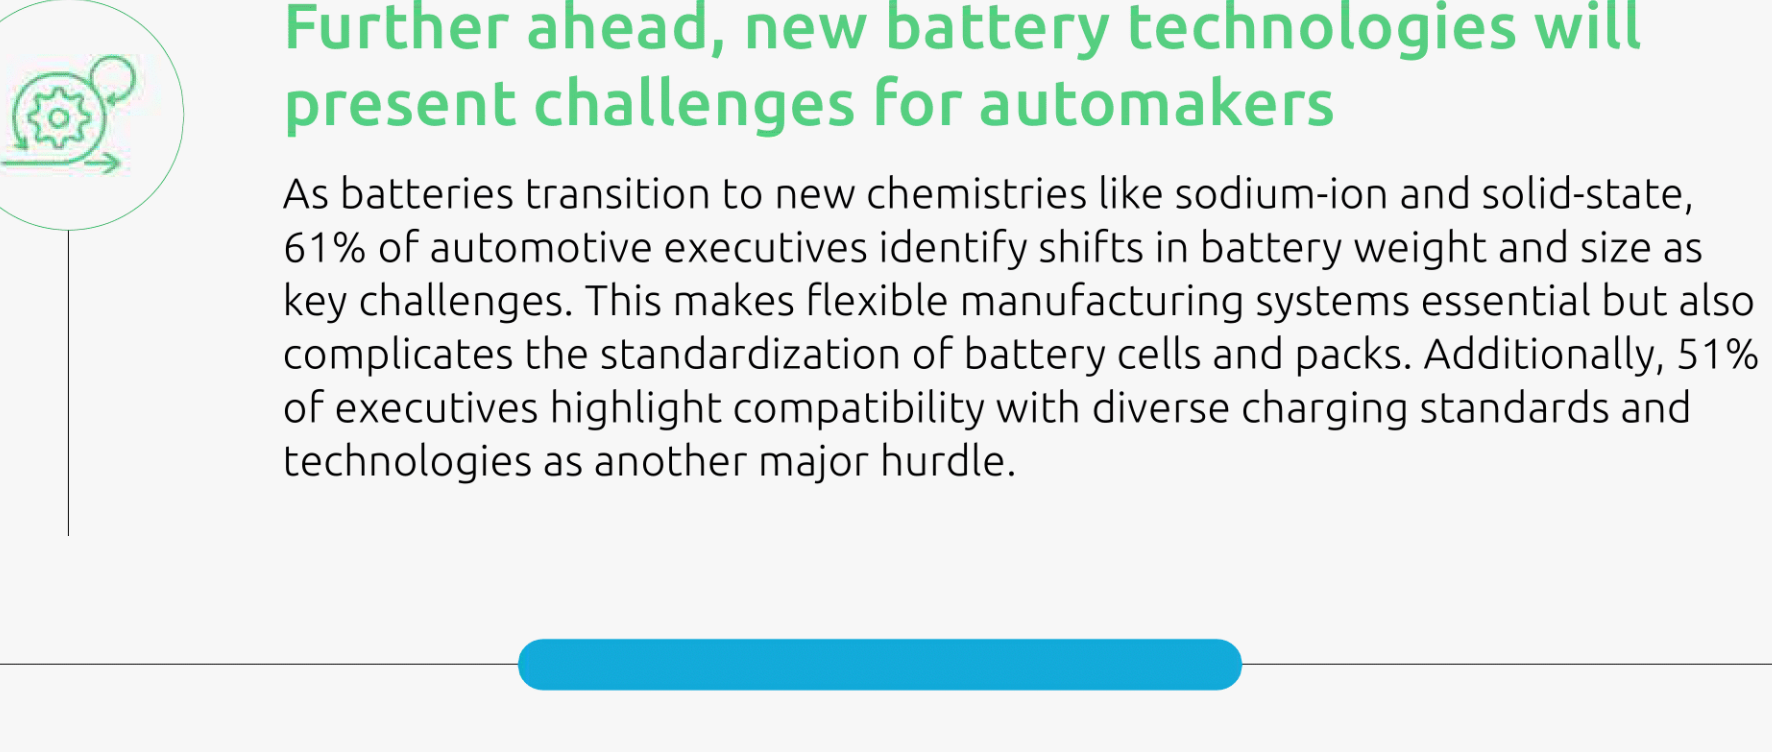 Further ahead, new battery technologies will
present challenges for automakers
As batteries transition to new chemistries like sodium-ion and solid-state,
61% of automotive executives identify shifts in battery weight and size as
key challenges. This makes flexible manufacturing systems essential but also
complicates the standardization of battery cells and packs. Additionally, 51%
of executives highlight compatibility with diverse charging standards and
technologies as another major hurdle.